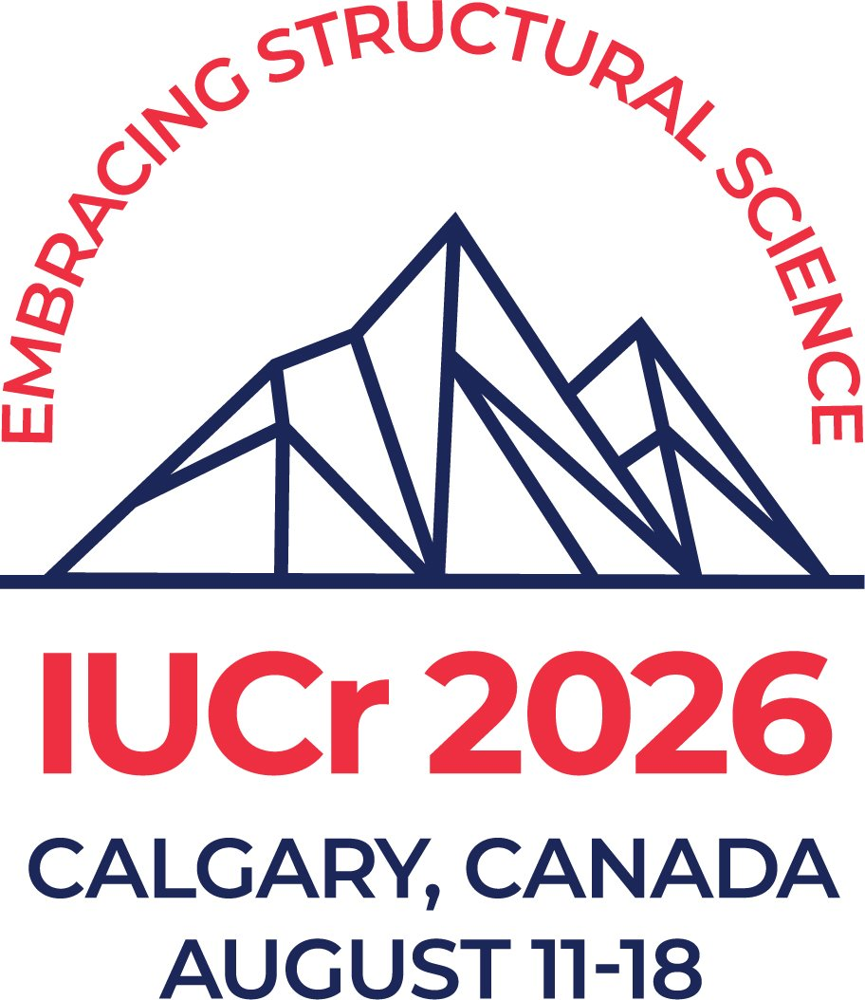 EMBRACING STRUCTURAL SCIENCE
IUCr 2026
CALGARY, CANADA
AUGUST 11-18